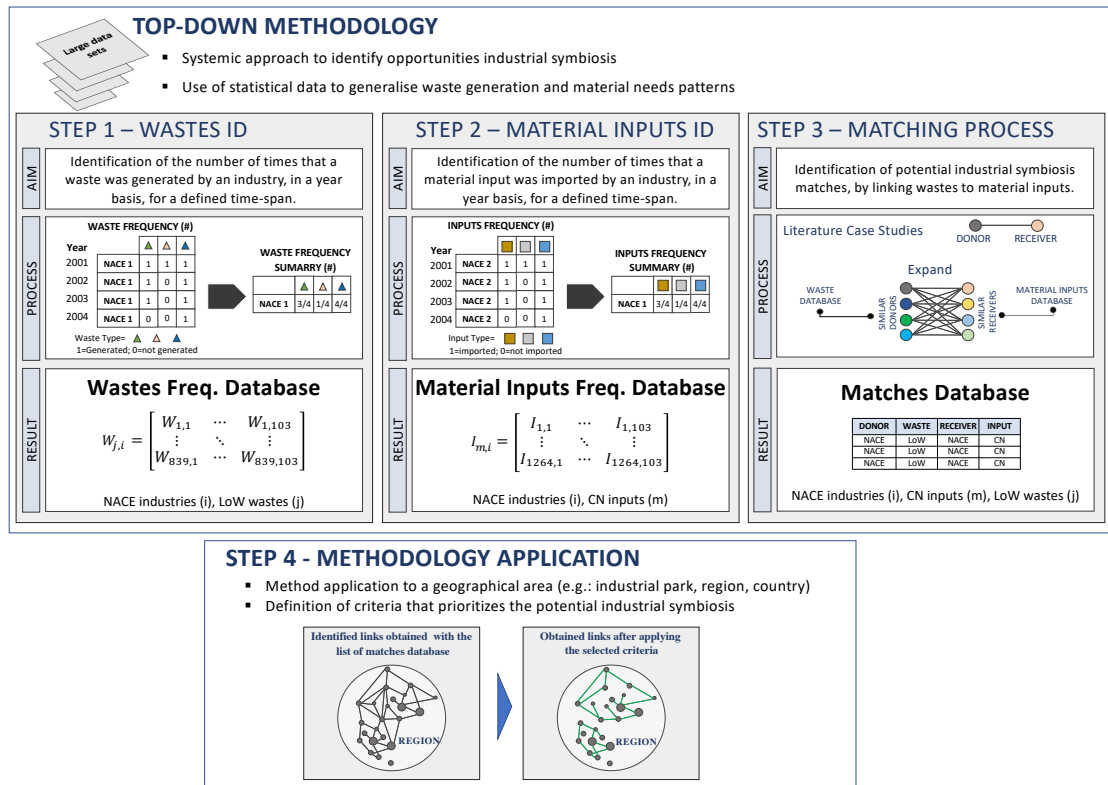 Large data
sets
TOP-DOWN METHODOLOGY
▪ Systemic approach to identify opportunities industrial symbiosis
▪ Use of statistical data to generalise waste generation and material needs patterns
STEP 1 – WASTES ID
AIM
Identification of the number of times that a
waste was generated by an industry, in a year
basis, for a defined time-span.
PROCESS
WASTE FREQUENCY (#)
Year
2001 NACE 1 1 1 1
2002 NACE 1 1 0 1
2003 NACE 1 1 0 1
2004 NACE 1 0 0 1
Waste Type=
1=Generated; 0=not generated
WASTE FREQUENCY
SUMARRY (#)
NACE 1 3/4 1/4 4/4
RESULT
Wastes Freq. Database
W_{j,i} = [W_{1,1} ⋯ W_{1,103}
⋮ ⋱ ⋮
W_{839,1} ⋯ W_{839,103}]
NACE industries (i), LoW wastes (j)
STEP 2 – MATERIAL INPUTS ID
AIM
Identification of the number of times that a
material input was imported by an industry, in a
year basis, for a defined time-span.
PROCESS
INPUTS FREQUENCY (#)
Year
2001 NACE 2 1 1 1
2002 NACE 2 1 0 1
2003 NACE 2 1 0 1
2004 NACE 2 0 0 1
Input Type=
1=imported; 0=not imported
INPUTS FREQUENCY
SUMMARY (#)
NACE 1 3/4 1/4 4/4
RESULT
Material Inputs Freq. Database
I_{m,i} = [I_{1,1} ⋯ I_{1,103}
⋮ ⋱ ⋮
I_{1264,1} ⋯ I_{1264,103}]
NACE industries (i), CN inputs (m)
STEP 3 – MATCHING PROCESS
AIM
Identification of potential industrial symbiosis
matches, by linking wastes to material inputs.
PROCESS
Literature Case Studies
DONOR RECEIVER
Expand
WASTE
DATABASE
SIMILAR
DONORS
SIMILAR
RECEIVERS
MATERIAL INPUTS
DATABASE
RESULT
Matches Database
DONOR WASTE RECEIVER INPUT
NACE LoW NACE CN
NACE LoW NACE CN
NACE LoW NACE CN
NACE industries (i), CN inputs (m), LoW wastes (j)
STEP 4 - METHODOLOGY APPLICATION
▪ Method application to a geographical area (e.g.: industrial park, region, country)
▪ Definition of criteria that prioritizes the potential industrial symbiosis
Identified links obtained with the
list of matches database
REGION
Obtained links after applying
the selected criteria
REGION